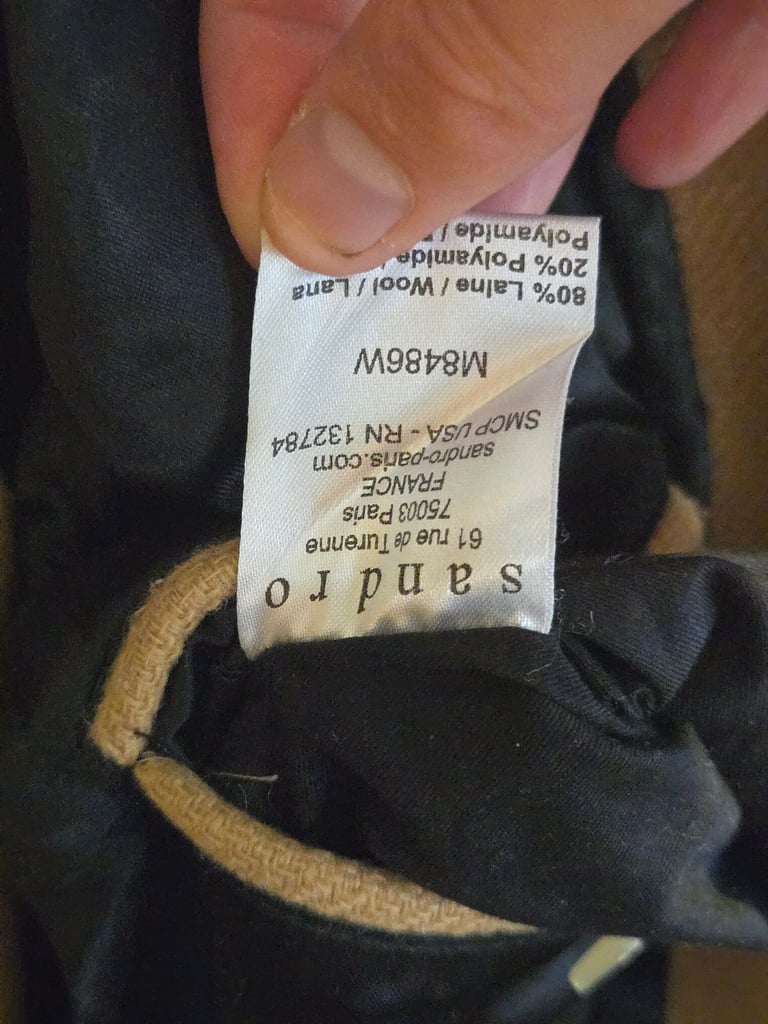 sandro
61 rue de Turenne
75003 Paris
FRANCE
sandro-paris.com
SMCP USA - RN 132784
M8486W
80% Laine / Wool / Lana
20% Polyamide /
Polyamide /